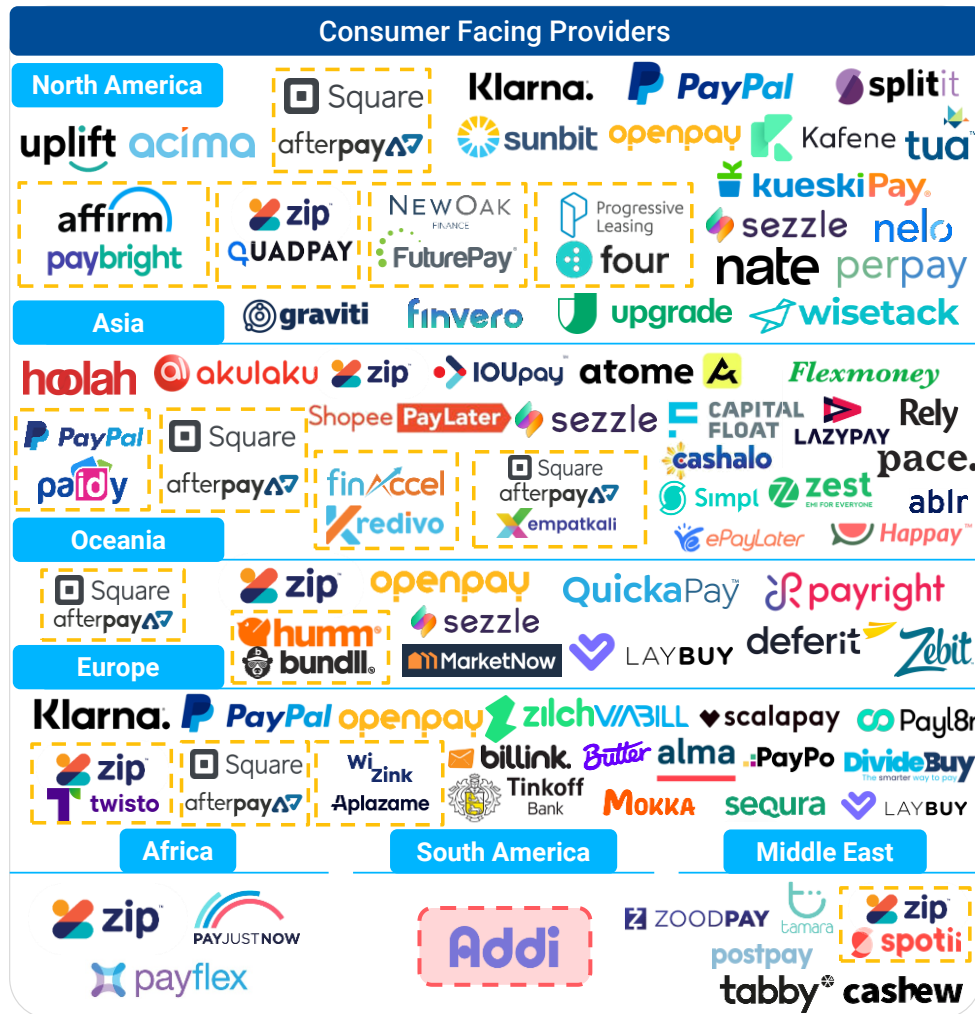 Consumer Facing Providers
North America
Square
afterpay
Klarna.
PayPal
splitit
uplift
acima
sunbit
openpay
Kafene
tua
affirm
paybright
zip
QUADPAY
NEWOAK
FINANCE
FuturePay
Progressive
Leasing
four
kueskiPay
sezzle
nelo
nate
perpay
graviti
finvero
upgrade
wisetack
Asia
hoolah
akulaku
zip
IOUpay
atome
Flexmoney
PayPal
paidy
Square
afterpay
Shopee PayLater
sezzle
CAPITAL
FLOAT
LAZYPAY
Rely
finAccel
Kredivo
Square
afterpay
empatkali
cashalo
pace.
Simpl
zest
EMI FOR EVERYONE
ablr
ePayLater
Happay
Oceania
Square
afterpay
zip
openpay
QuickaPay
payright
humm
bundll
sezzle
MarketNow
LAYBUY
deferit
Zebit
Europe
Klarna.
PayPal
openpay
zilch
VIABILL
scalapay
Payl8r
zip
twisto
Square
afterpay
WiZink
Aplazame
billink.
Butter
alma
PayPo
DivideBuy
The smarter way to pay
Tinkoff
Bank
MOKKA
seQura
LAYBUY
Africa
zip
PAYJUSTNOW
payflex
South America
Addi
Middle East
ZOODPAY
tamara
zip
spotii
postpay
tabby
cashew